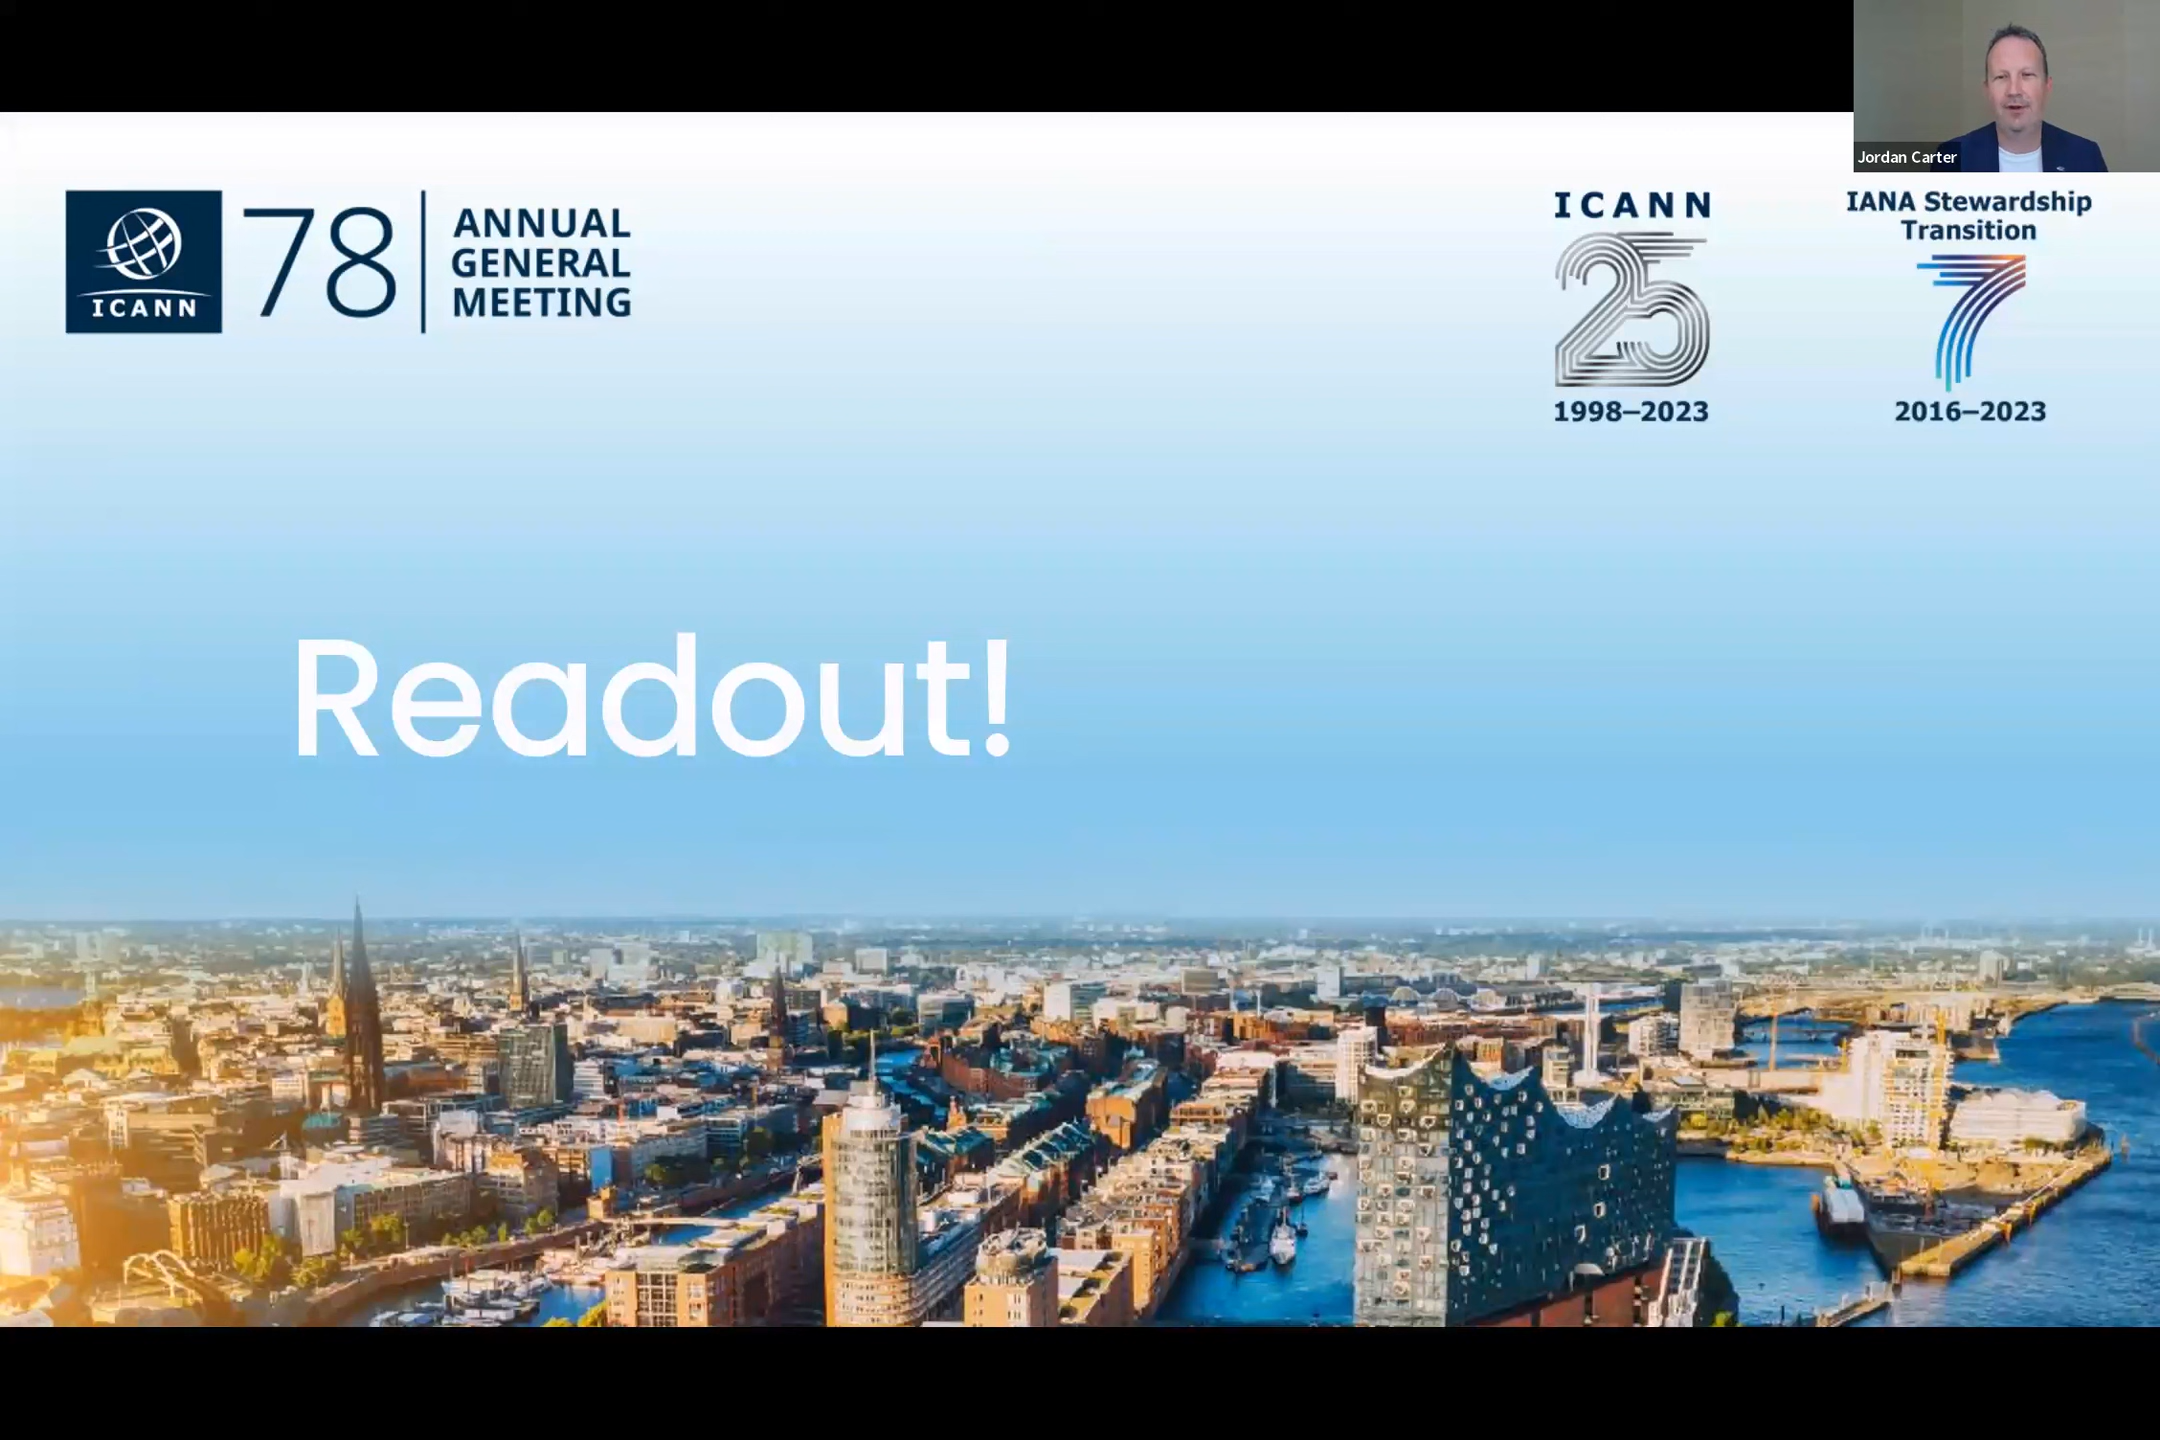 Jordan Carter
ICANN
78
ANNUAL
GENERAL
MEETING
ICANN
25
1998–2023
IANA Stewardship
Transition
7
2016–2023
Readout!